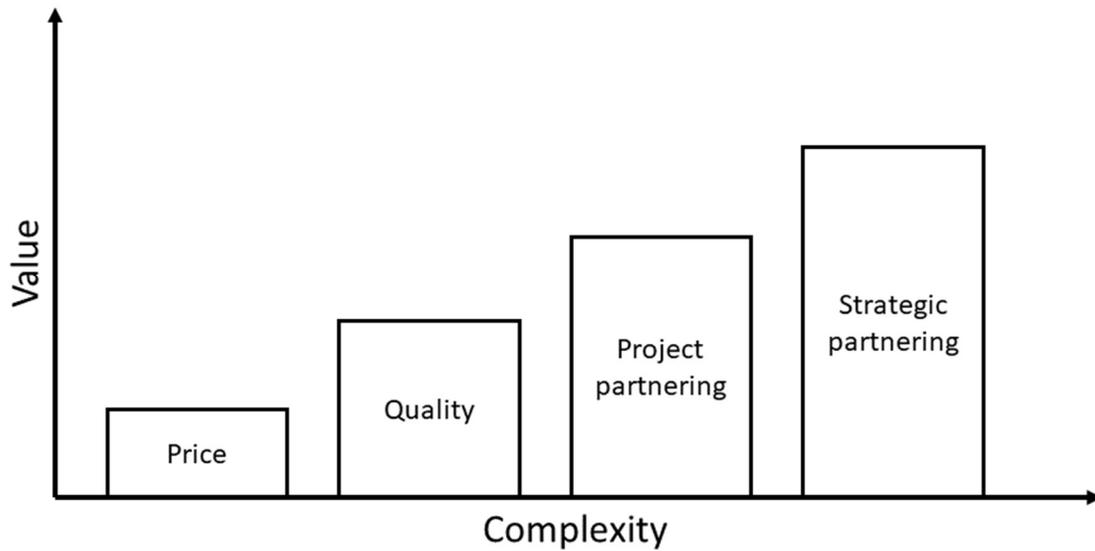 Value
Price
Quality
Project
partnering
Strategic
partnering
Complexity